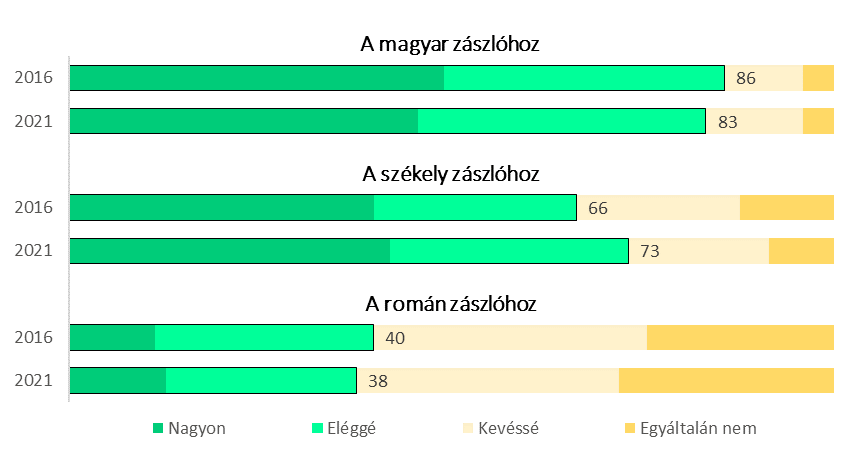 A magyar zászlóhoz
2016 86
2021 83
A székely zászlóhoz
2016 66
2021 73
A román zászlóhoz
2016 40
2021 38
Nagyon Eléggé Kevéssé Egyáltalán nem